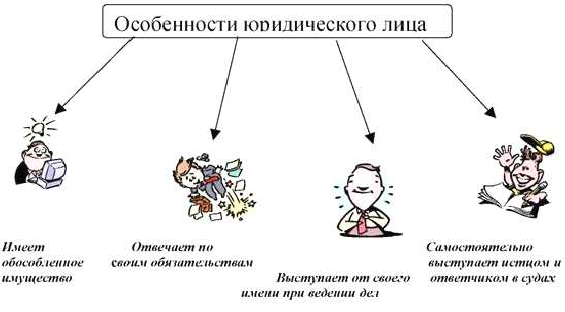 Особенности юридического лица
Имеет
обособленное
имущество
Отвечает по
своим обязательствам
Выступает от своего
имени при ведении дел
Самостоятельно
выступает истцом и
ответчиком в судах